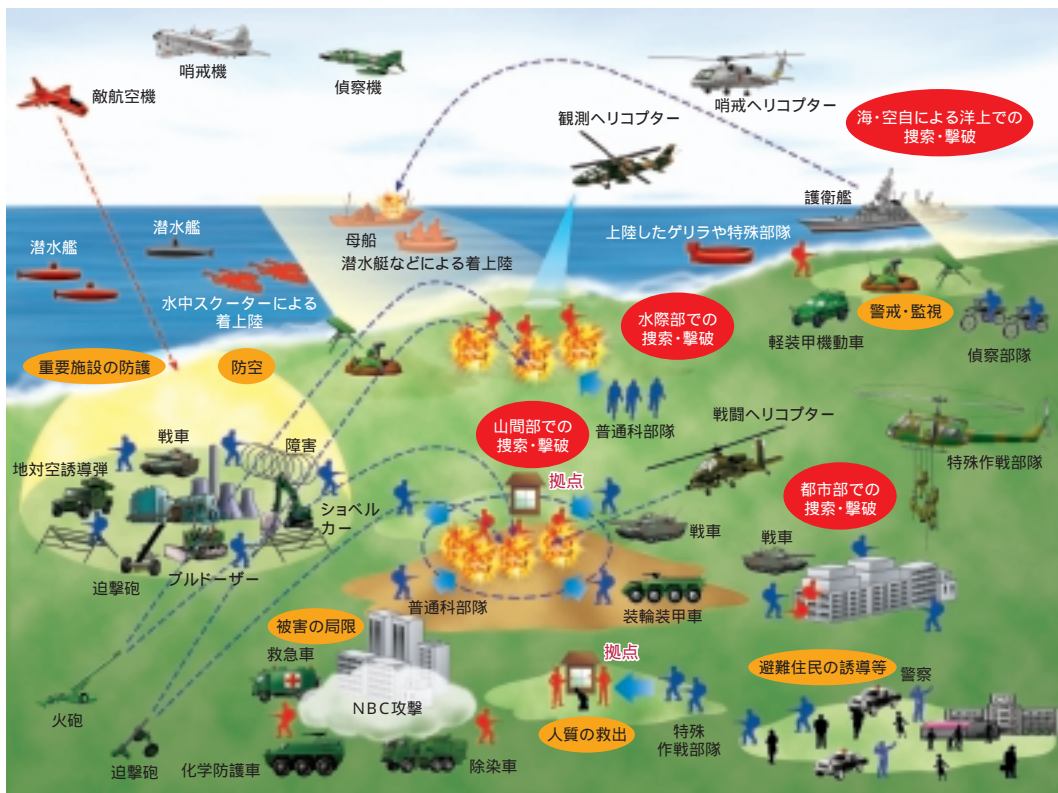 哨戒機
偵察機
敵航空機
哨戒ヘリコプター
観測ヘリコプター
海・空自による洋上での
捜索・撃破
護衛艦
潜水艦
潜水艦
母船
潜水艇などによる着上陸
上陸したゲリラや特殊部隊
水中スクーターによる
着上陸
水際部での
捜索・撃破
警戒・監視
軽装甲機動車
偵察部隊
重要施設の防護
防空
普通科部隊
戦闘ヘリコプター
山間部での
捜索・撃破
特殊作戦部隊
戦車
障害
地対空誘導弾
拠点
都市部での
捜索・撃破
ショベル
カー
戦車
戦車
迫撃砲
ブルドーザー
普通科部隊
装輪装甲車
被害の局限
救急車
拠点
避難住民の誘導等
警察
NBC攻撃
火砲
人質の救出
特殊
作戦部隊
迫撃砲
化学防護車
除染車